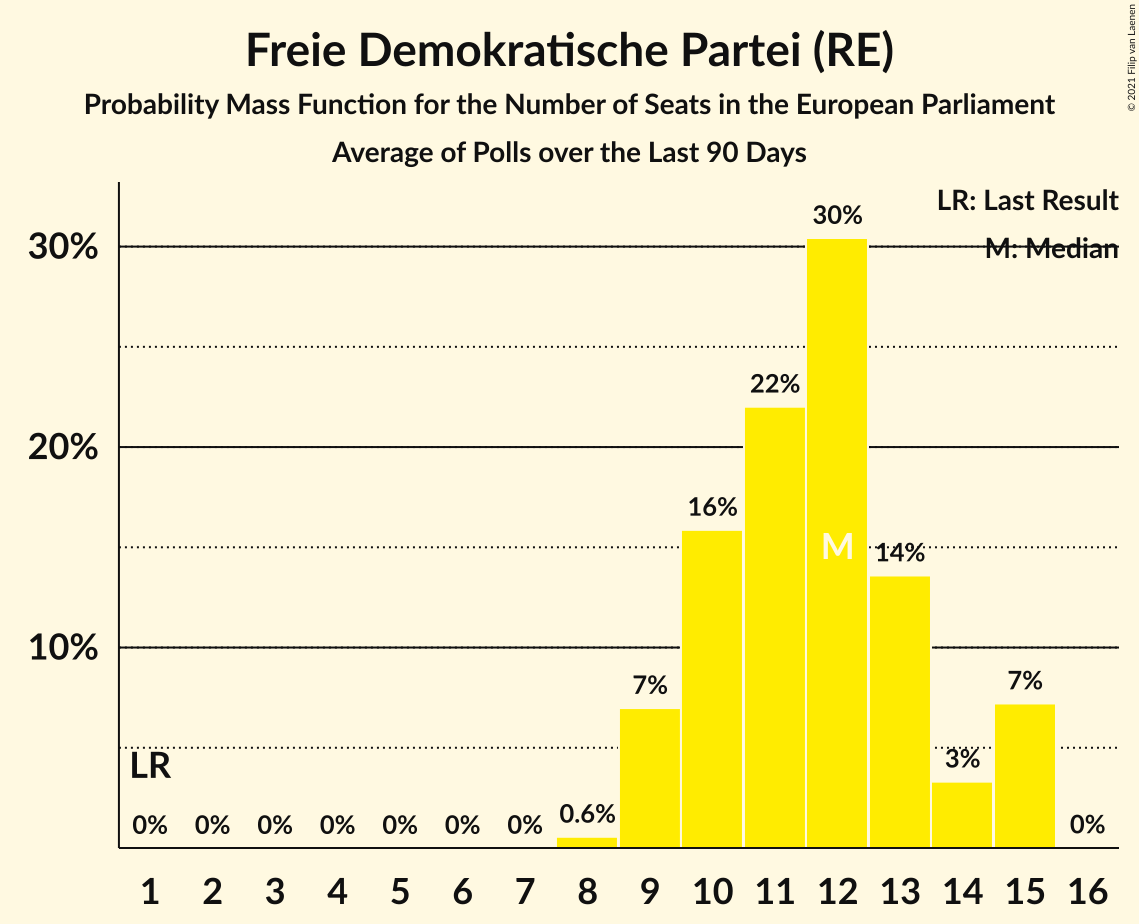 Freie Demokratische Partei (RE)
Probability Mass Function for the Number of Seats in the European Parliament
Average of Polls over the Last 90 Days
© 2021 Filip van Laenen
LR: Last Result
M: Median
30%
20%
10%
LR
0%
0%
0%
0%
0%
0%
0%
0.6%
7%
16%
22%
30%
M
14%
3%
7%
0%
1 2 3 4 5 6 7 8 9 10 11 12 13 14 15 16